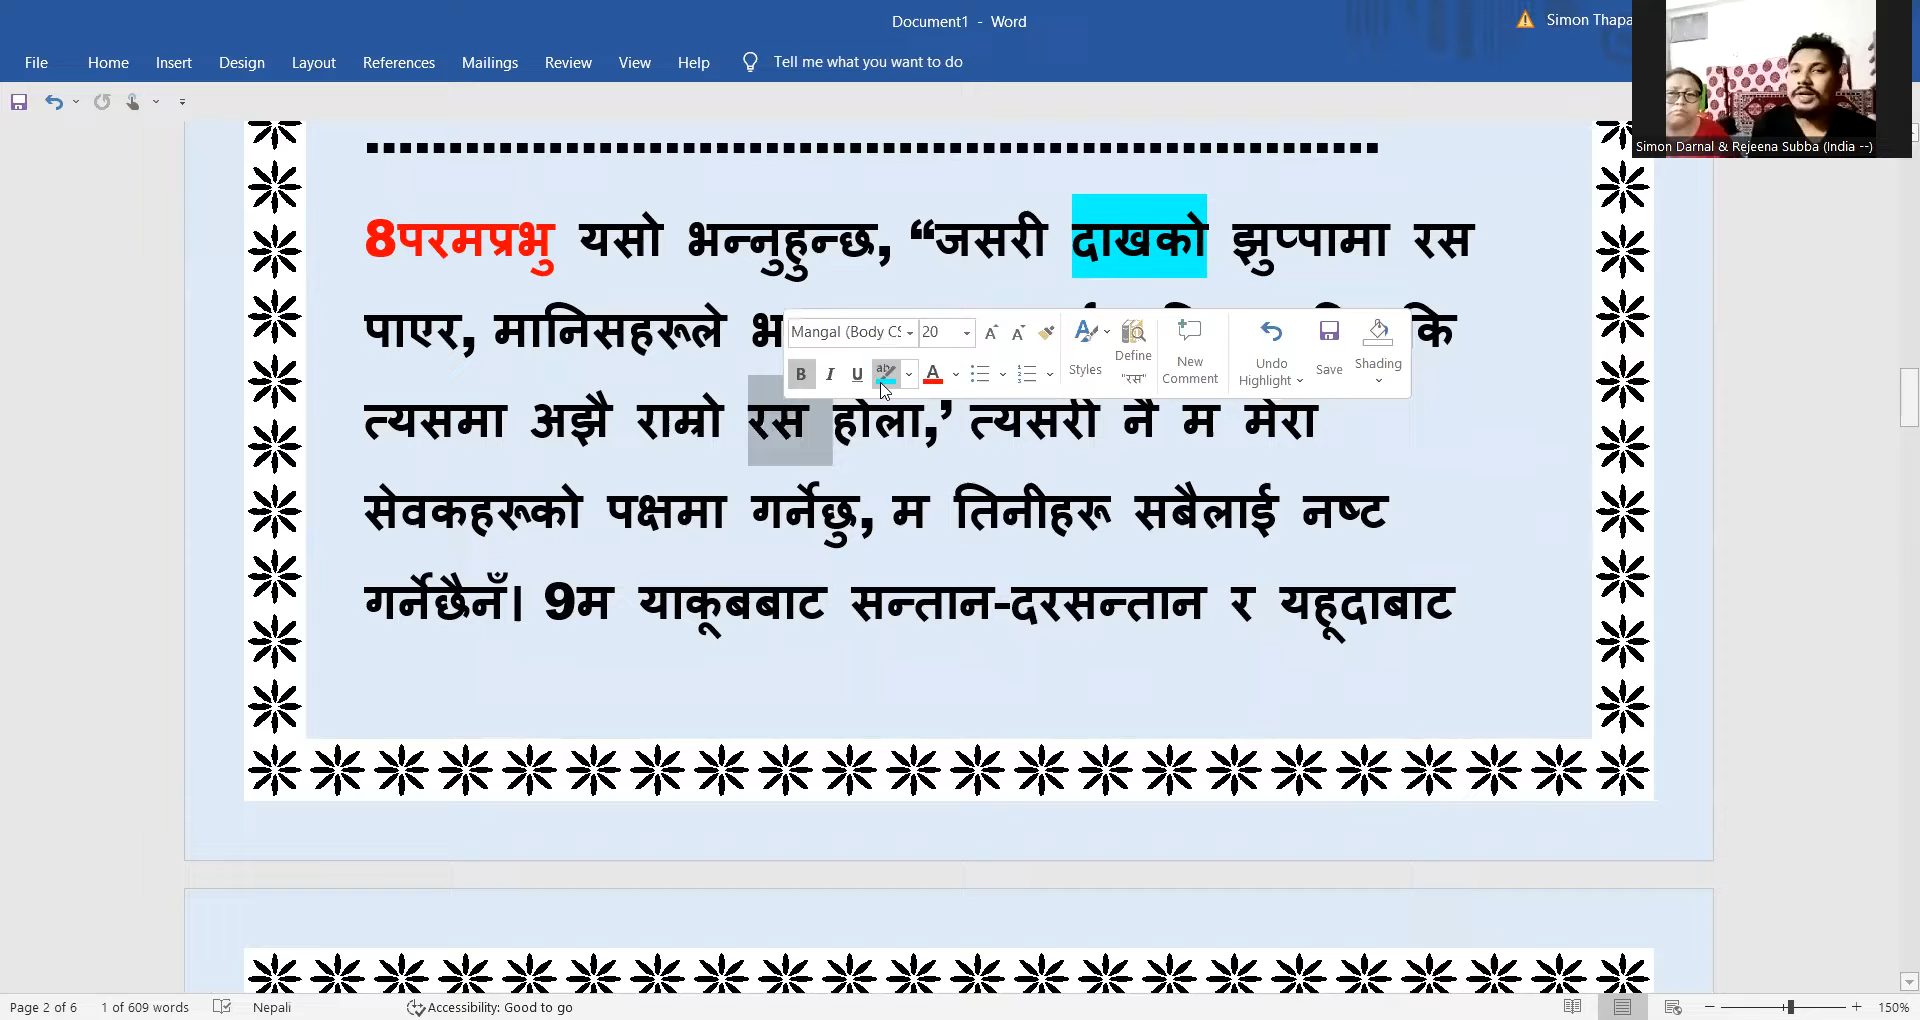 Document1 - Word
Simon Thapa
File Home Insert Design Layout References Mailings Review View Help Tell me what you want to do
Simon Darnal & Rejeena Subba (India --)
8परमप्रभु यसो भन्नुहुन्छ, “जसरी दाखको झुप्पामा रस
पाएर, मानिसहरूले
कि
Mangal (Body CS 20
Styles Define "रस" New Comment Undo Highlight Save Shading
त्यसमा अझै राम्रो रस होला,’ त्यसरी नै म मेरा
सेवकहरूको पक्षमा गर्नेछु, म तिनीहरू सबैलाई नष्ट
गर्नेछैनँ। 9म याकूबबाट सन्तान-दरसन्तान र यहूदाबाट
Page 2 of 6 1 of 609 words Nepali Accessibility: Good to go 150%